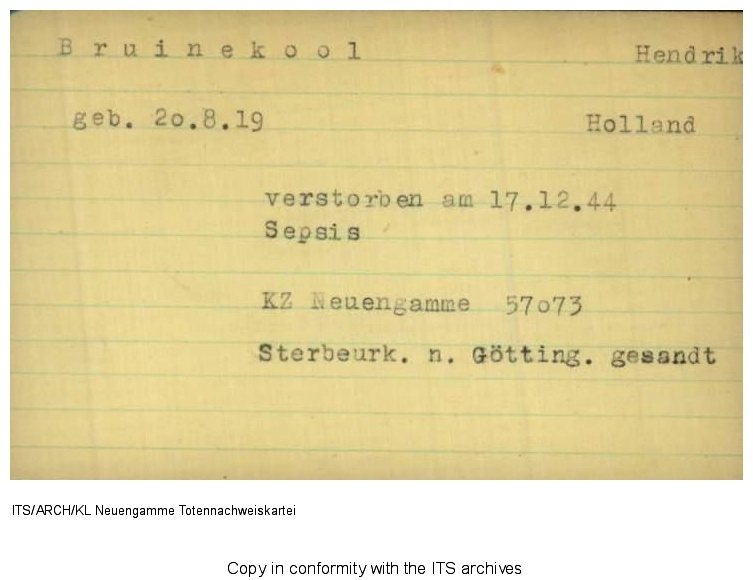 B r u i n e k o o l Hendrik
geb. 2o.8.19 Holland
verstorben am 17.12.44
Sepsis
KZ Neuengamme 57o73
Sterbeurk. n. Götting. gesandt
ITS/ARCH/KL Neuengamme Totennachweiskartei
Copy in conformity with the ITS archives